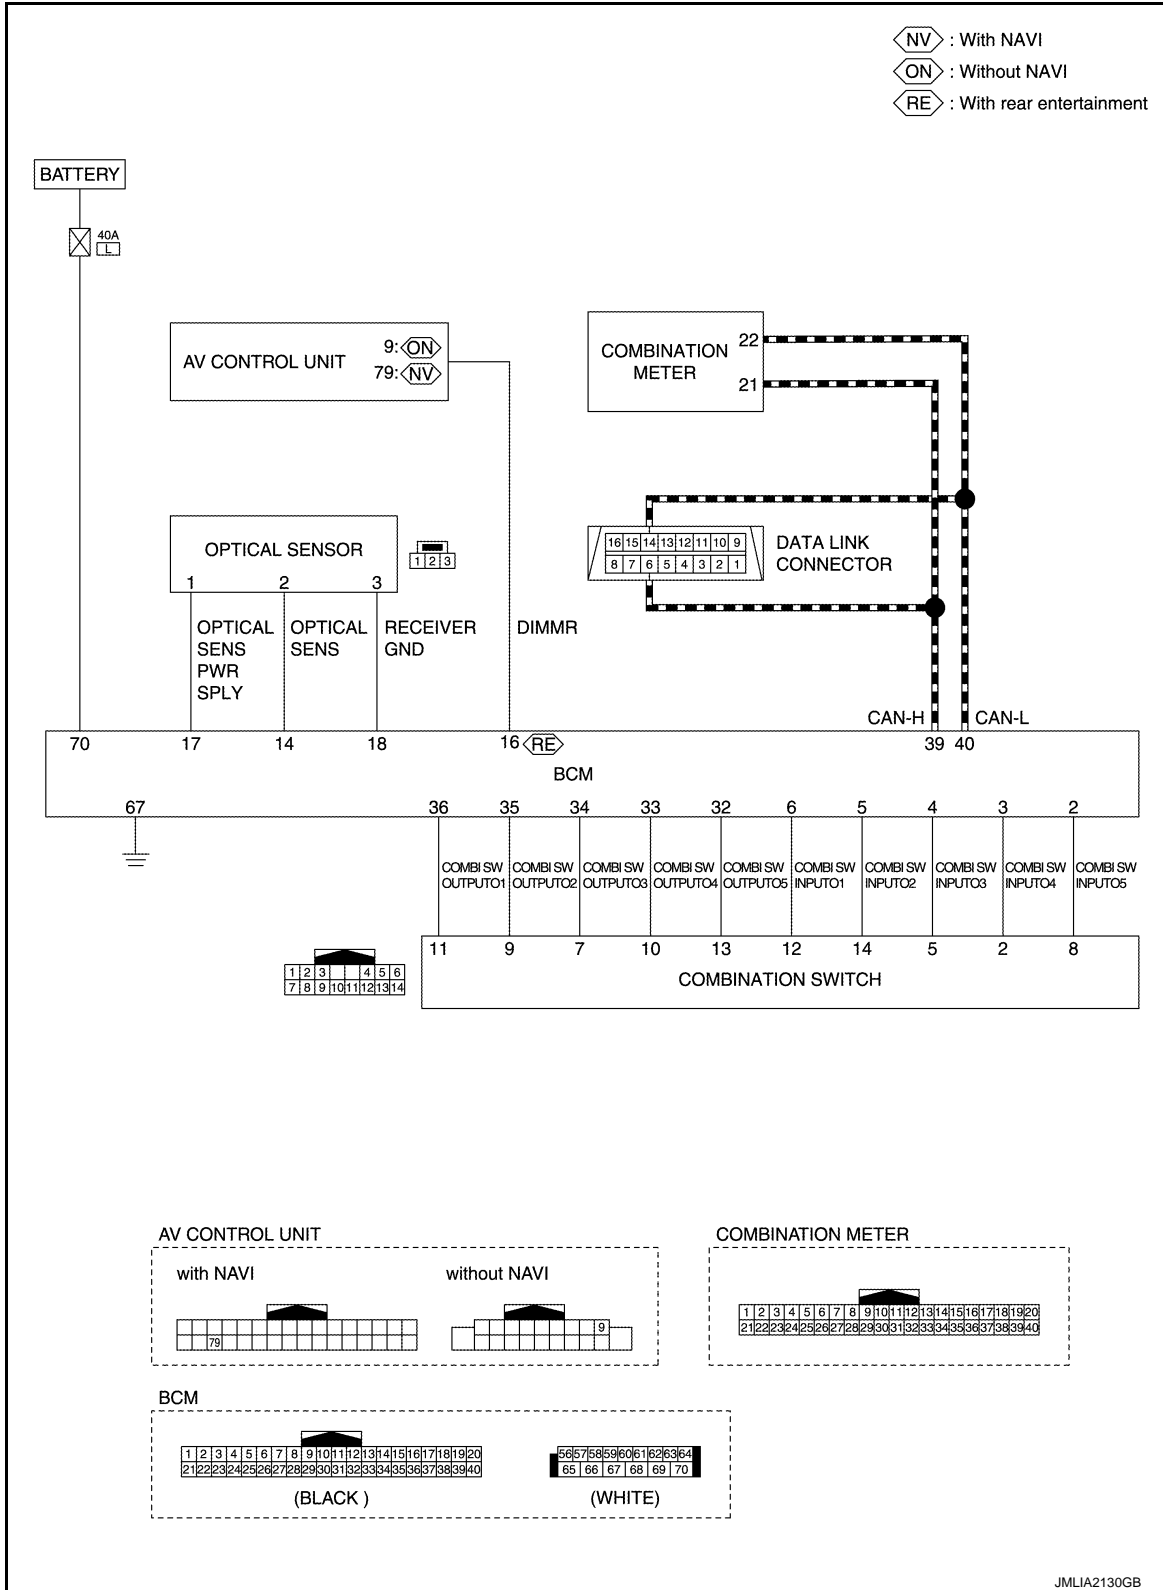 NV : With NAVI
ON : Without NAVI
RE : With rear entertainment
BATTERY
40A
L
AV CONTROL UNIT
9: ON
79: NV
COMBINATION
METER
22
21
OPTICAL SENSOR
1 2 3
1 2 3
16 15 14 13 12 11 10 9
8 7 6 5 4 3 2 1
DATA LINK
CONNECTOR
OPTICAL
SENS
PWR
SPLY
OPTICAL
SENS
RECEIVER
GND
DIMMR
CAN-H
CAN-L
70 17 14 18 16 RE 39 40
BCM
67 36 35 34 33 32 6 5 4 3 2
COMBI SW
OUTPUTO1
COMBI SW
OUTPUTO2
COMBI SW
OUTPUTO3
COMBI SW
OUTPUTO4
COMBI SW
OUTPUTO5
COMBI SW
INPUTO1
COMBI SW
INPUTO2
COMBI SW
INPUTO3
COMBI SW
INPUTO4
COMBI SW
INPUTO5
11 9 7 10 13 12 14 5 2 8
COMBINATION SWITCH
1 2 3 4 5 6
7 8 9 10 11 12 13 14
AV CONTROL UNIT
with NAVI
79
without NAVI
9
COMBINATION METER
1 2 3 4 5 6 7 8 9 10 11 12 13 14 15 16 17 18 19 20
21 22 23 24 25 26 27 28 29 30 31 32 33 34 35 36 37 38 39 40
BCM
1 2 3 4 5 6 7 8 9 10 11 12 13 14 15 16 17 18 19 20
21 22 23 24 25 26 27 28 29 30 31 32 33 34 35 36 37 38 39 40
(BLACK )
56 57 58 59 60 61 62 63 64
65 66 67 68 69 70
(WHITE)
JMLIA2130GB